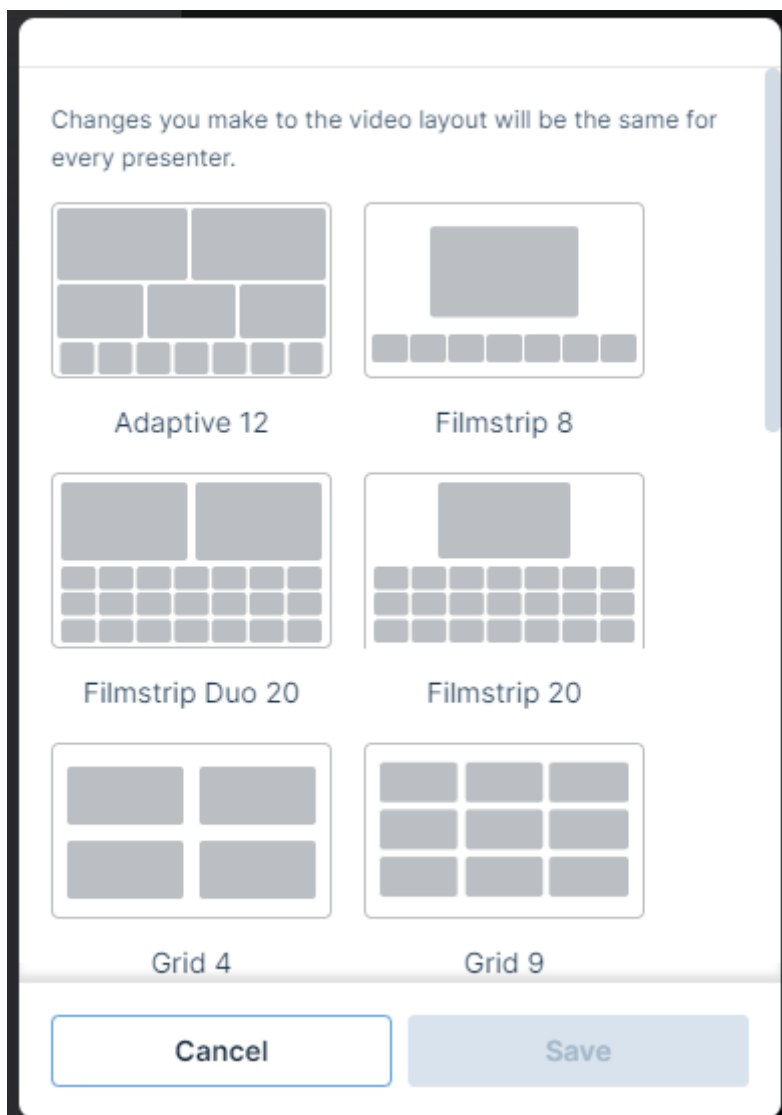 Changes you make to the video layout will be the same for
every presenter.
Adaptive 12
Filmstrip 8
Filmstrip Duo 20
Filmstrip 20
Grid 4
Grid 9
Cancel
Save